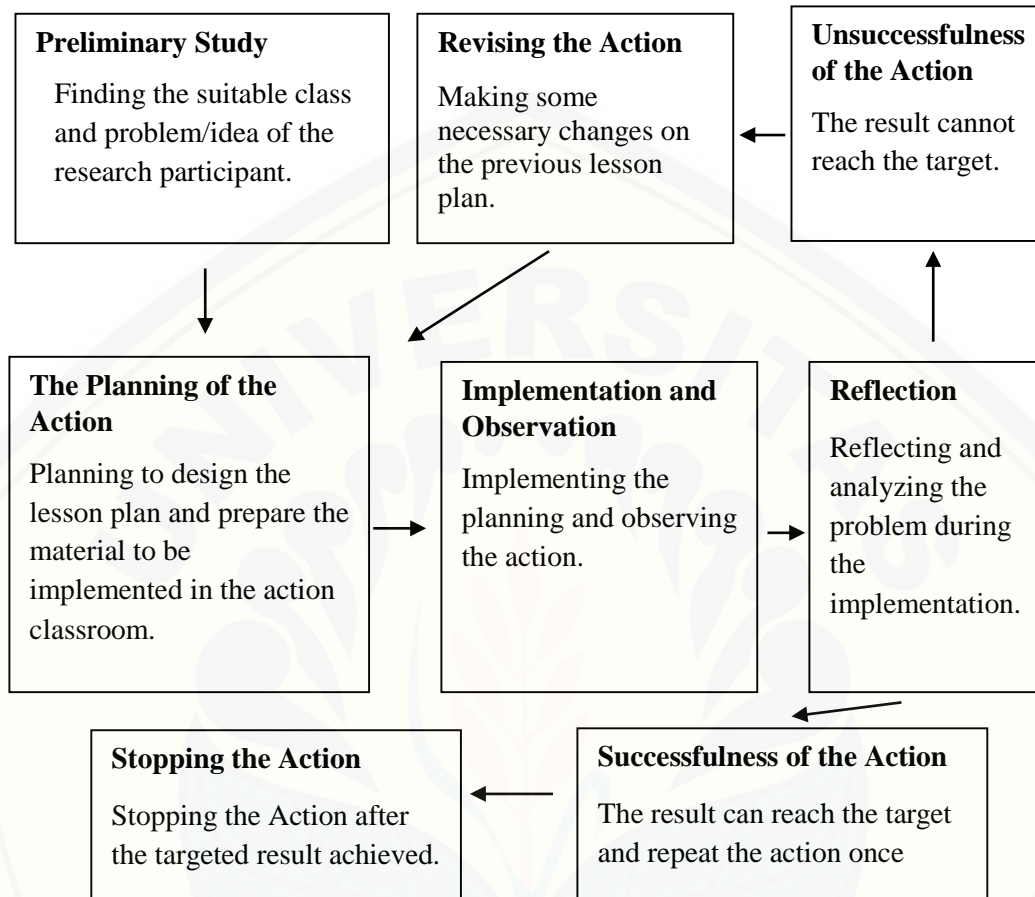 Preliminary Study
Finding the suitable class
and problem/idea of the
research participant.
Revising the Action
Making some
necessary changes on
the previous lesson
plan.
Unsuccessfulness
of the Action
The result cannot
reach the target.
The Planning of the
Action
Planning to design the
lesson plan and prepare the
material to be
implemented in the action
classroom.
Implementation and
Observation
Implementing the
planning and observing
the action.
Reflection
Reflecting and
analyzing the
problem during
the
implementation.
Stopping the Action
Stopping the Action after
the targeted result achieved.
Successfulness of the Action
The result can reach the target
and repeat the action once
UNIVERSITAS